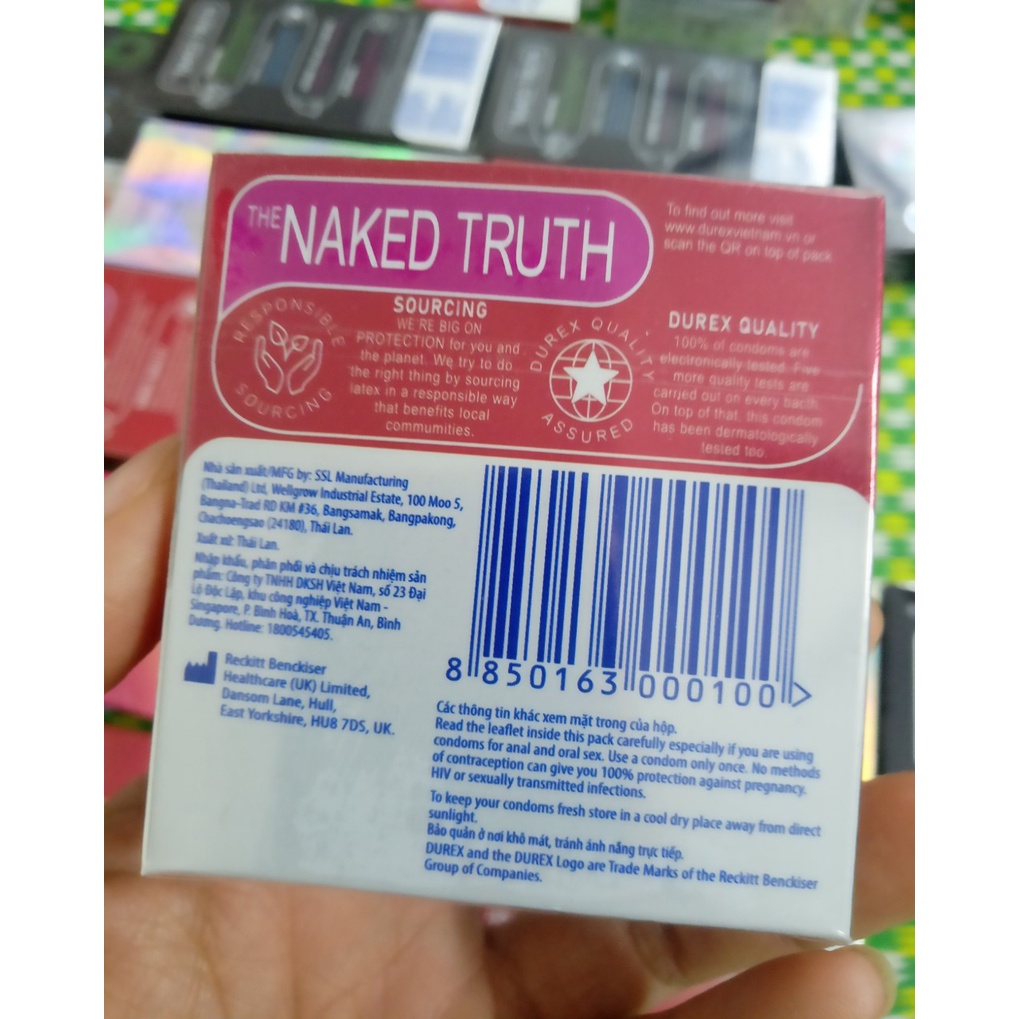 THE NAKED TRUTH
To find out more visit
www.durexvietnam.vn or
scan the QR on top of pack.
RESPONSIBLE
SOURCING
SOURCING
WE RE BIG ON
PROTECTION for you and
the planet. We try to do
the right thing by sourcing
latex in a responsible way
that benefits local
communities.
DUREX QUALITY
ASSURED
DUREX QUALITY
100% of condoms are
electronically tested. Five
more quality tests are
carried out on every batch.
On top of that, this condom
has been dermatologically
tested too
Nhà sản xuất/MFG by: SSL Manufacturing
(Thailand) Ltd, Wellgrow Industrial Estate, 100 Moo 5,
Bangna-Trad RD KM #36, Bangsamak, Bangpakong,
Chachoengsao (24180), Thái Lan.
Xuất xứ: Thái Lan.
Nhập khẩu, phân phối và chịu trách nhiệm sản
phẩm: Công ty TNHH DKSH Việt Nam, số 23 Đại
Lộ Độc Lập, khu công nghiệp Việt Nam -
Singapore, P. Bình Hoà, TX. Thuận An, Bình
Dương. Hotline: 1800545405.
Reckitt Benckiser
Healthcare (UK) Limited,
Dansom Lane, Hull,
East Yorkshire, HU8 7DS, UK.
8 850163 000100 >
Các thông tin khác xem mặt trong của hộp.
Read the leaflet inside this pack carefully especially if you are using
condoms for anal and oral sex. Use a condom only once. No methods
of contraception can give you 100% protection against pregnancy,
HIV or sexually transmitted infections.
To keep your condoms fresh store in a cool dry place away from direct
sunlight.
Bảo quản ở nơi khô mát, tránh ánh nắng trực tiếp.
DUREX and the DUREX Logo are Trade Marks of the Reckitt Benckiser
Group of Companies.